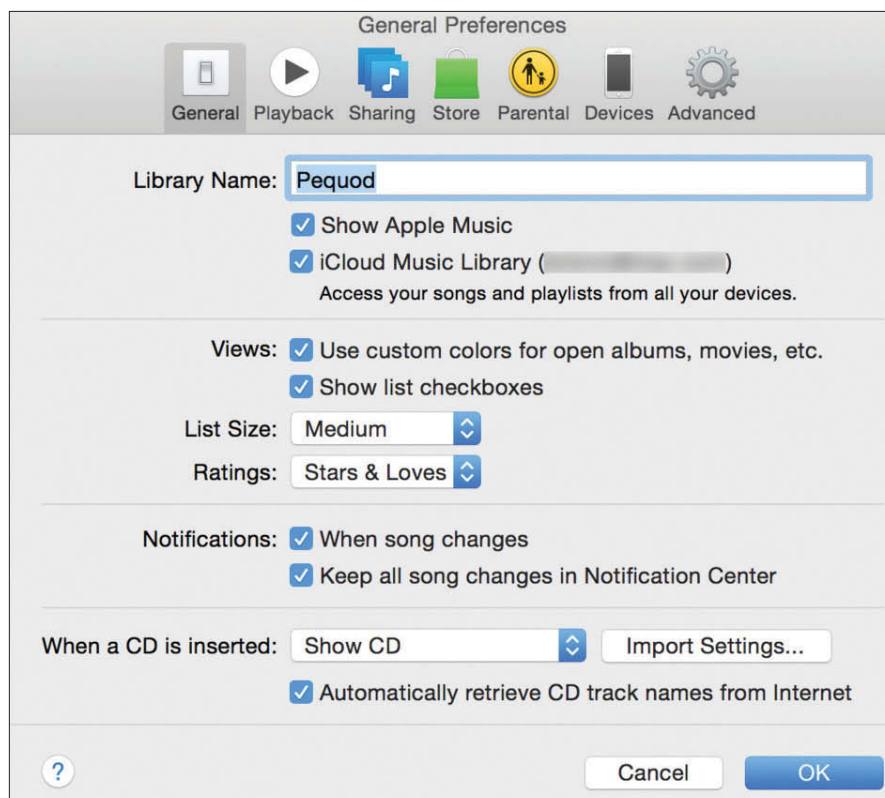 General Preferences
General Playback Sharing Store Parental Devices Advanced
Library Name: Pequod
Show Apple Music
iCloud Music Library ( )
Access your songs and playlists from all your devices.
Views: Use custom colors for open albums, movies, etc.
Show list checkboxes
List Size: Medium
Ratings: Stars & Loves
Notifications: When song changes
Keep all song changes in Notification Center
When a CD is inserted: Show CD Import Settings...
Automatically retrieve CD track names from Internet
? Cancel OK